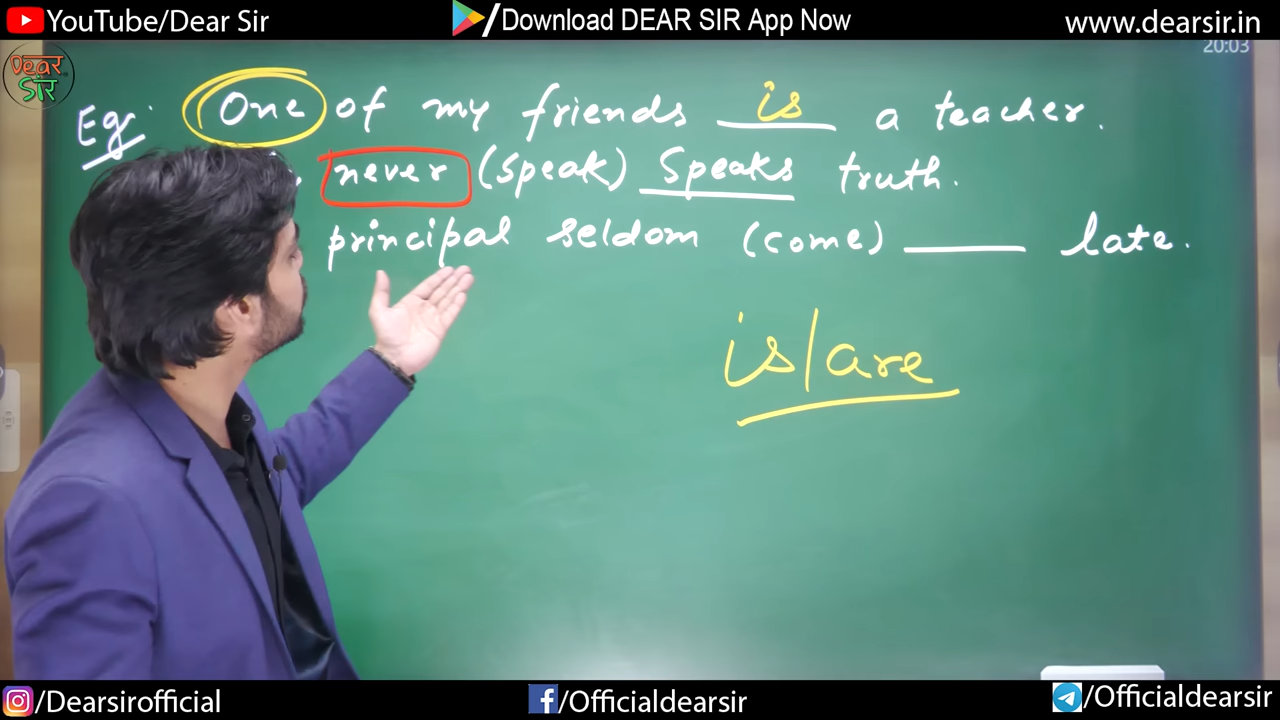 YouTube/Dear Sir
/Download DEAR SIR App Now
www.dearsir.in
20:03
Dear
Sir
Eg: One of my friends is a teacher.
never (speak) Speaks truth.
principal seldom (come) ______ late.
is/are
/Dearsirofficial
/Officialdearsir
/Officialdearsir